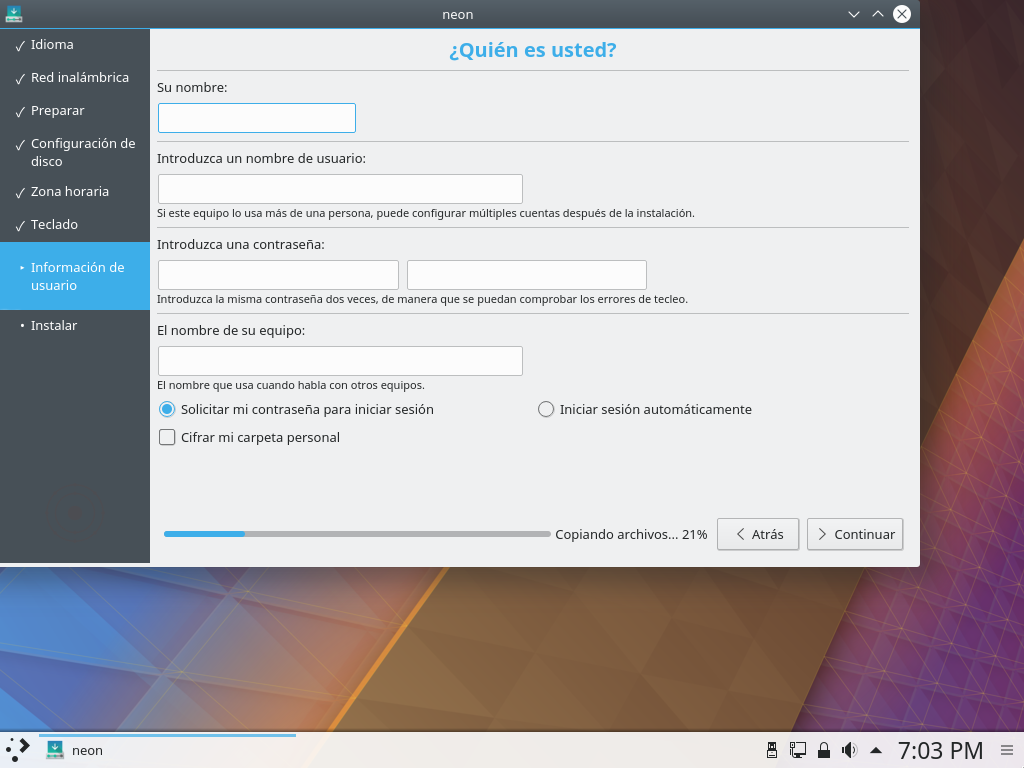 neon
Idioma
Red inalámbrica
Preparar
Configuración de
disco
Zona horaria
Teclado
Información de
usuario
Instalar
¿Quién es usted?
Su nombre:
Introduzca un nombre de usuario:
Si este equipo lo usa más de una persona, puede configurar múltiples cuentas después de la instalación.
Introduzca una contraseña:
Introduzca la misma contraseña dos veces, de manera que se puedan comprobar los errores de tecleo.
El nombre de su equipo:
El nombre que usa cuando habla con otros equipos.
Solicitar mi contraseña para iniciar sesión
Iniciar sesión automáticamente
Cifrar mi carpeta personal
Copiando archivos... 21%
Atrás
Continuar
neon
7:03 PM